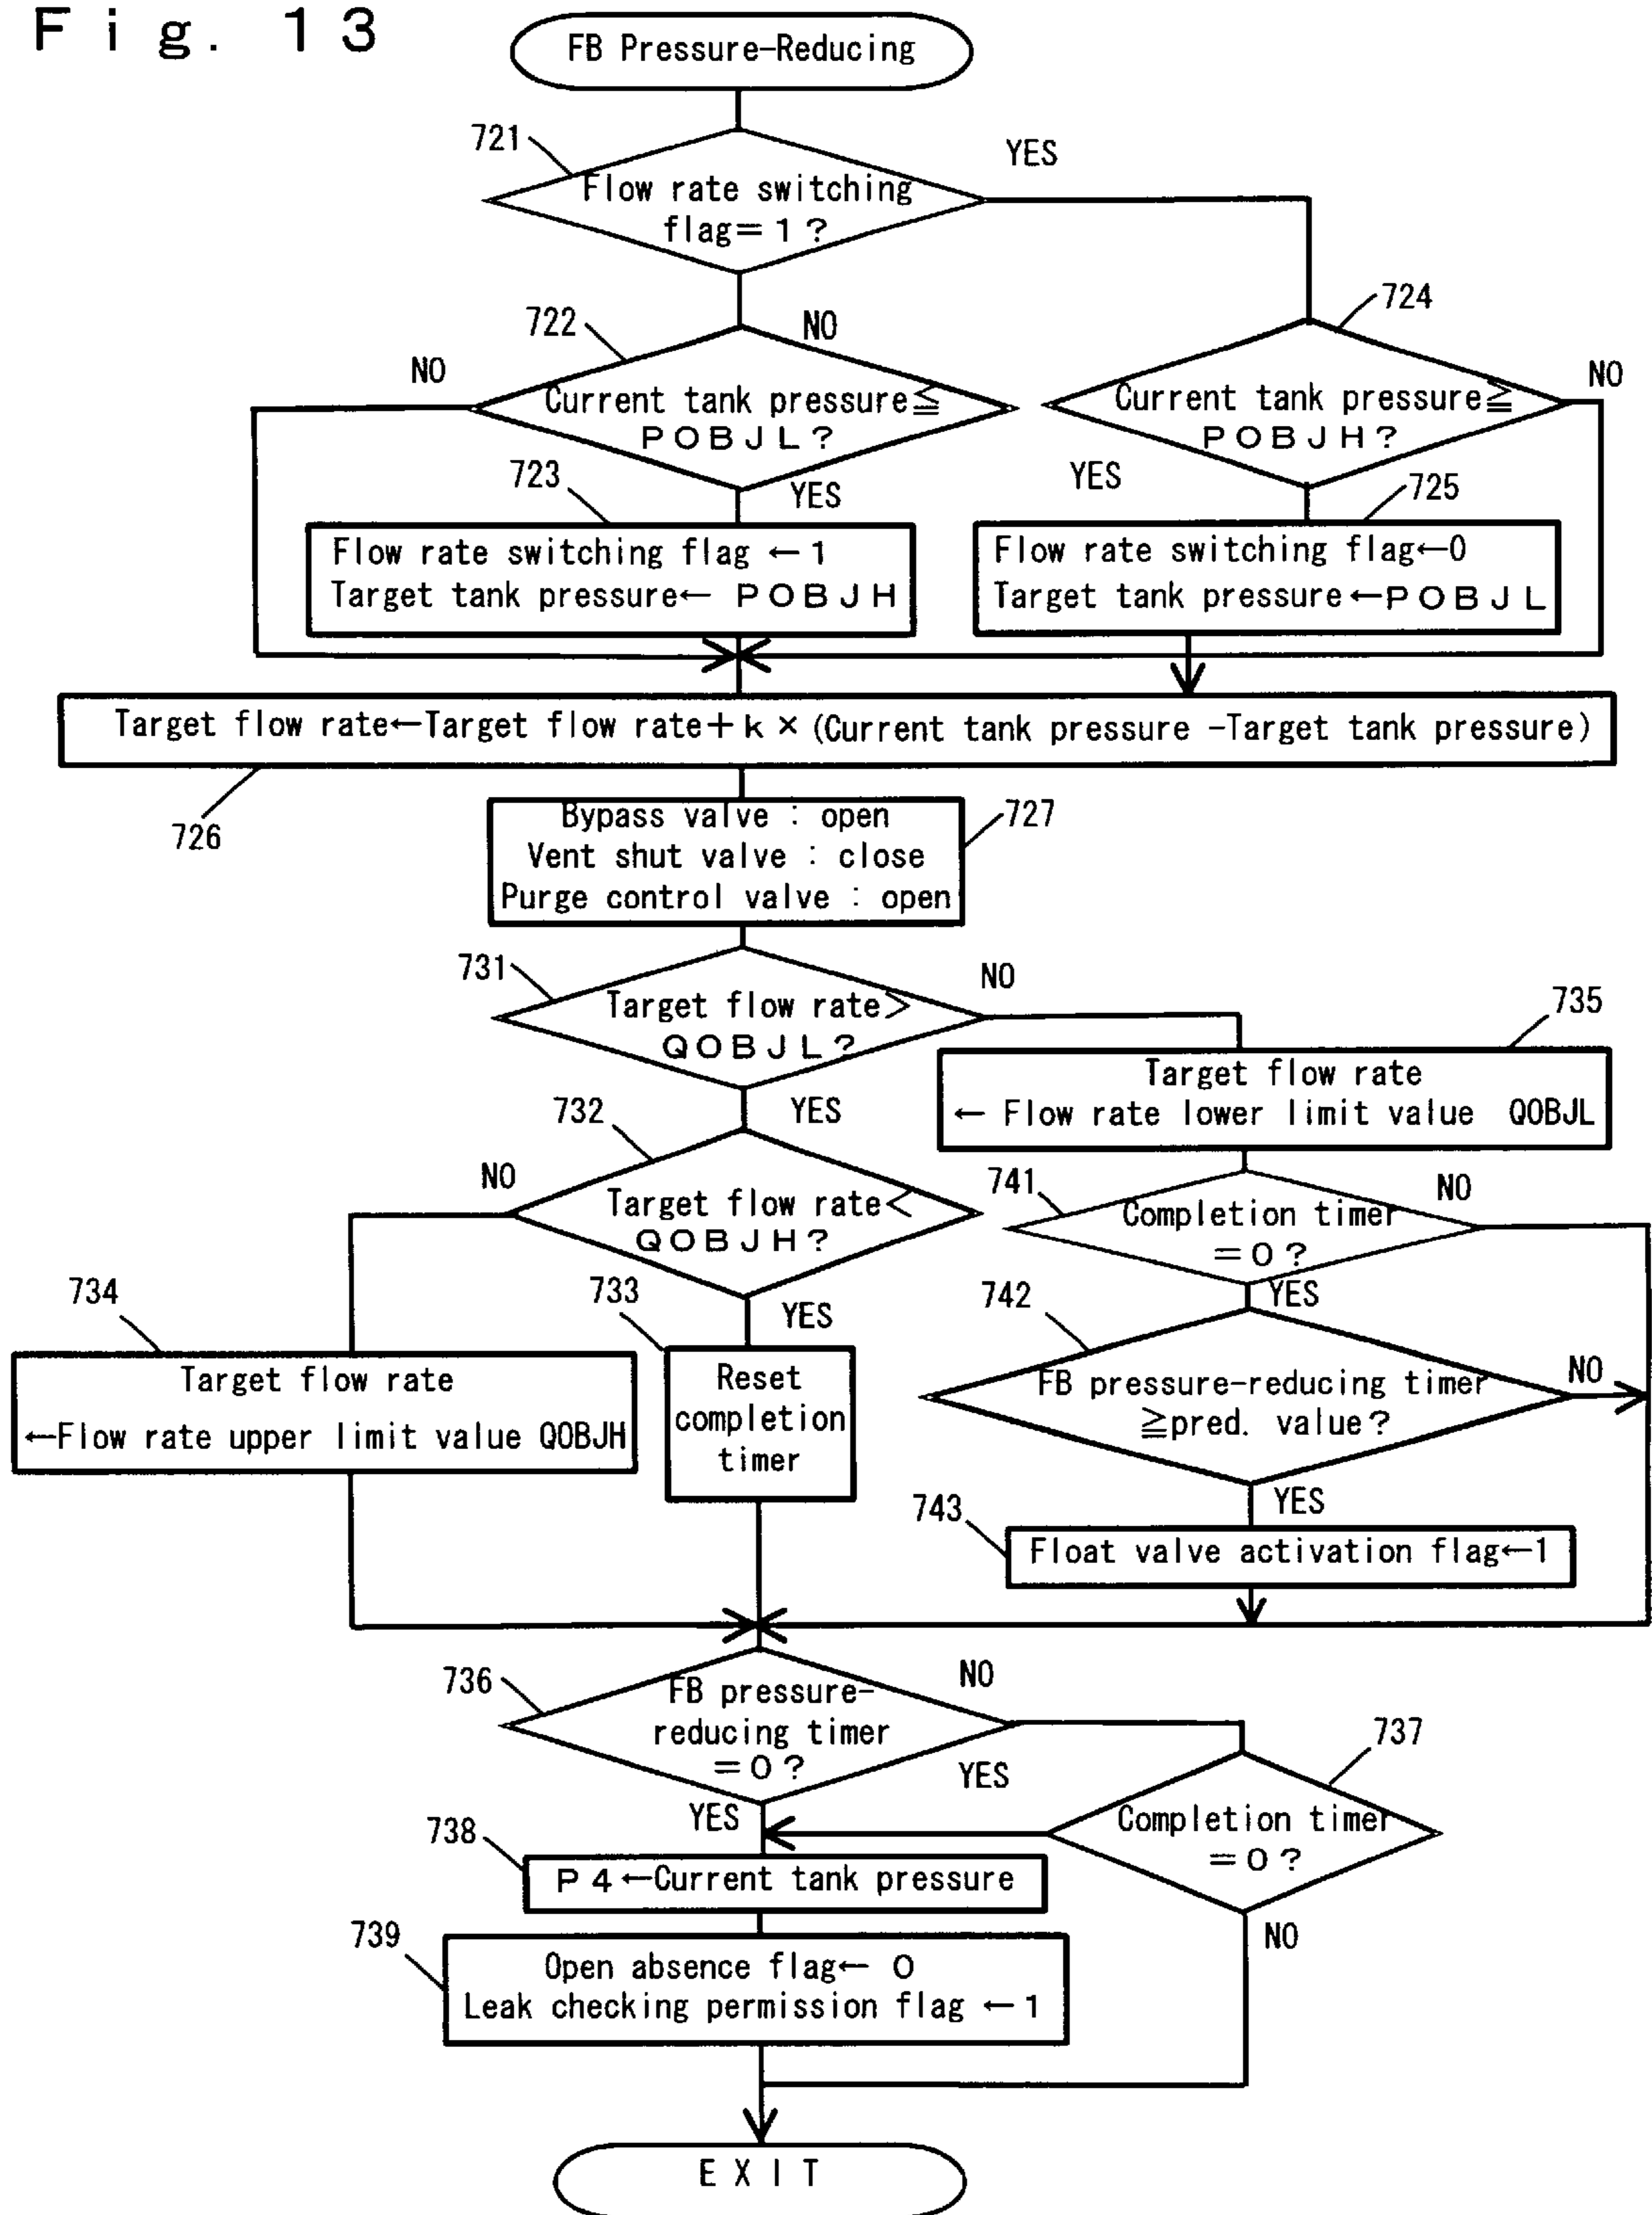 Fig. 13
FB Pressure-Reducing
721
YES
Flow rate switching
flag=1?
722
NO
724
NO
NO
Current tank pressure≦
POBJL?
Current tank pressure≧
POBJH?
723
YES
YES
725
Flow rate switching flag ←1
Target tank pressure← POBJH
Flow rate switching flag←0
Target tank pressure←POBJL
Target flow rate←Target flow rate+k×(Current tank pressure -Target tank pressure)
726
Bypass valve : open
Vent shut valve : close
Purge control valve : open
727
731
NO
Target flow rate>
QOBJL?
735
Target flow rate
← Flow rate lower limit value QOBJL
732
YES
NO
Target flow rate<
QOBJH?
741
NO
Completion timer
=0?
734
733
YES
742
YES
Target flow rate
←Flow rate upper limit value QOBJH
Reset
completion
timer
FB pressure-reducing timer
≧pred. value?
NO
743
YES
Float valve activation flag←1
736
NO
FB pressure-
reducing timer
=0?
737
YES
YES
Completion timer
=0?
738
P4←Current tank pressure
NO
739
Open absence flag← 0
Leak checking permission flag ←1
EXIT